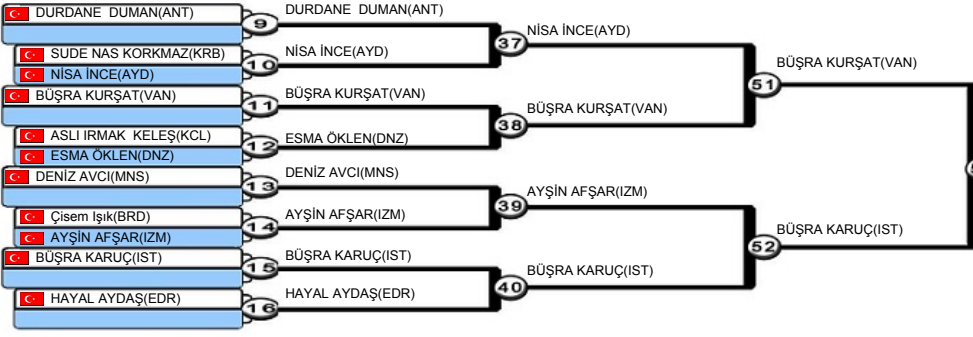 DURDANE DUMAN(ANT)
9
DURDANE DUMAN(ANT)
SUDE NAS KORKMAZ(KRB)
NİSA İNCE(AYD)
10
NİSA İNCE(AYD)
37
NİSA İNCE(AYD)
BÜŞRA KURŞAT(VAN)
11
BÜŞRA KURŞAT(VAN)
ASLI IRMAK KELEŞ(KCL)
ESMA ÖKLEN(DNZ)
12
ESMA ÖKLEN(DNZ)
38
BÜŞRA KURŞAT(VAN)
51
BÜŞRA KURŞAT(VAN)
DENİZ AVCI(MNS)
13
DENİZ AVCI(MNS)
Çisem Işık(BRD)
AYŞİN AFŞAR(IZM)
14
AYŞİN AFŞAR(IZM)
39
AYŞİN AFŞAR(IZM)
BÜŞRA KARUÇ(IST)
15
BÜŞRA KARUÇ(IST)
HAYAL AYDAŞ(EDR)
16
HAYAL AYDAŞ(EDR)
40
BÜŞRA KARUÇ(IST)
52
BÜŞRA KARUÇ(IST)